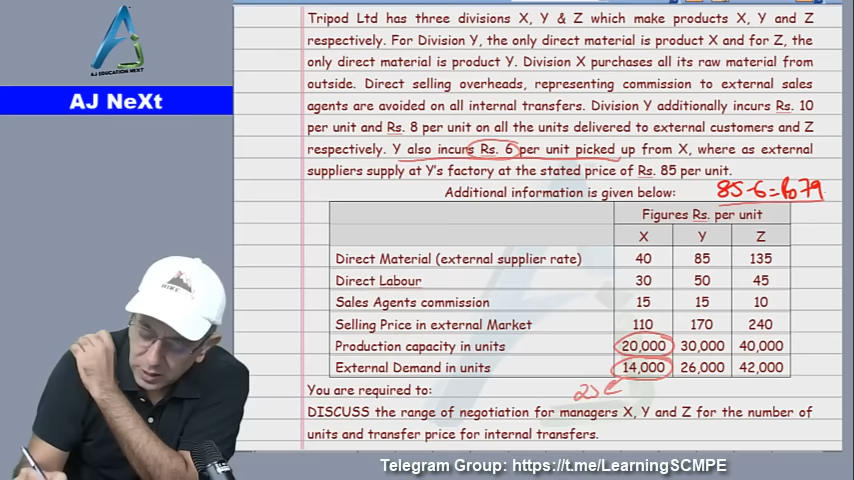 Tripod Ltd has three divisions X, Y & Z which make products X, Y and Z
respectively. For Division Y, the only direct material is product X and for Z, the
only direct material is product Y. Division X purchases all its raw material from
outside. Direct selling overheads, representing commission to external sales
agents are avoided on all internal transfers. Division Y additionally incurs Rs. 10
per unit and Rs. 8 per unit on all the units delivered to external customers and Z
respectively. Y also incurs Rs. 6 per unit picked up from X, where as external
suppliers supply at Y's factory at the stated price of Rs. 85 per unit.
Additional information is given below:
Figures Rs. per unit
X Y Z
Direct Material (external supplier rate) 40 85 135
Direct Labour 30 50 45
Sales Agents commission 15 15 10
Selling Price in external Market 110 170 240
Production capacity in units 20,000 30,000 40,000
External Demand in units 14,000 26,000 42,000
You are required to:
DISCUSS the range of negotiation for managers X, Y and Z for the number of
units and transfer price for internal transfers.
AJ EDUCATION NEXT
AJ NeXt
Telegram Group: https://t.me/LearningSCMPE